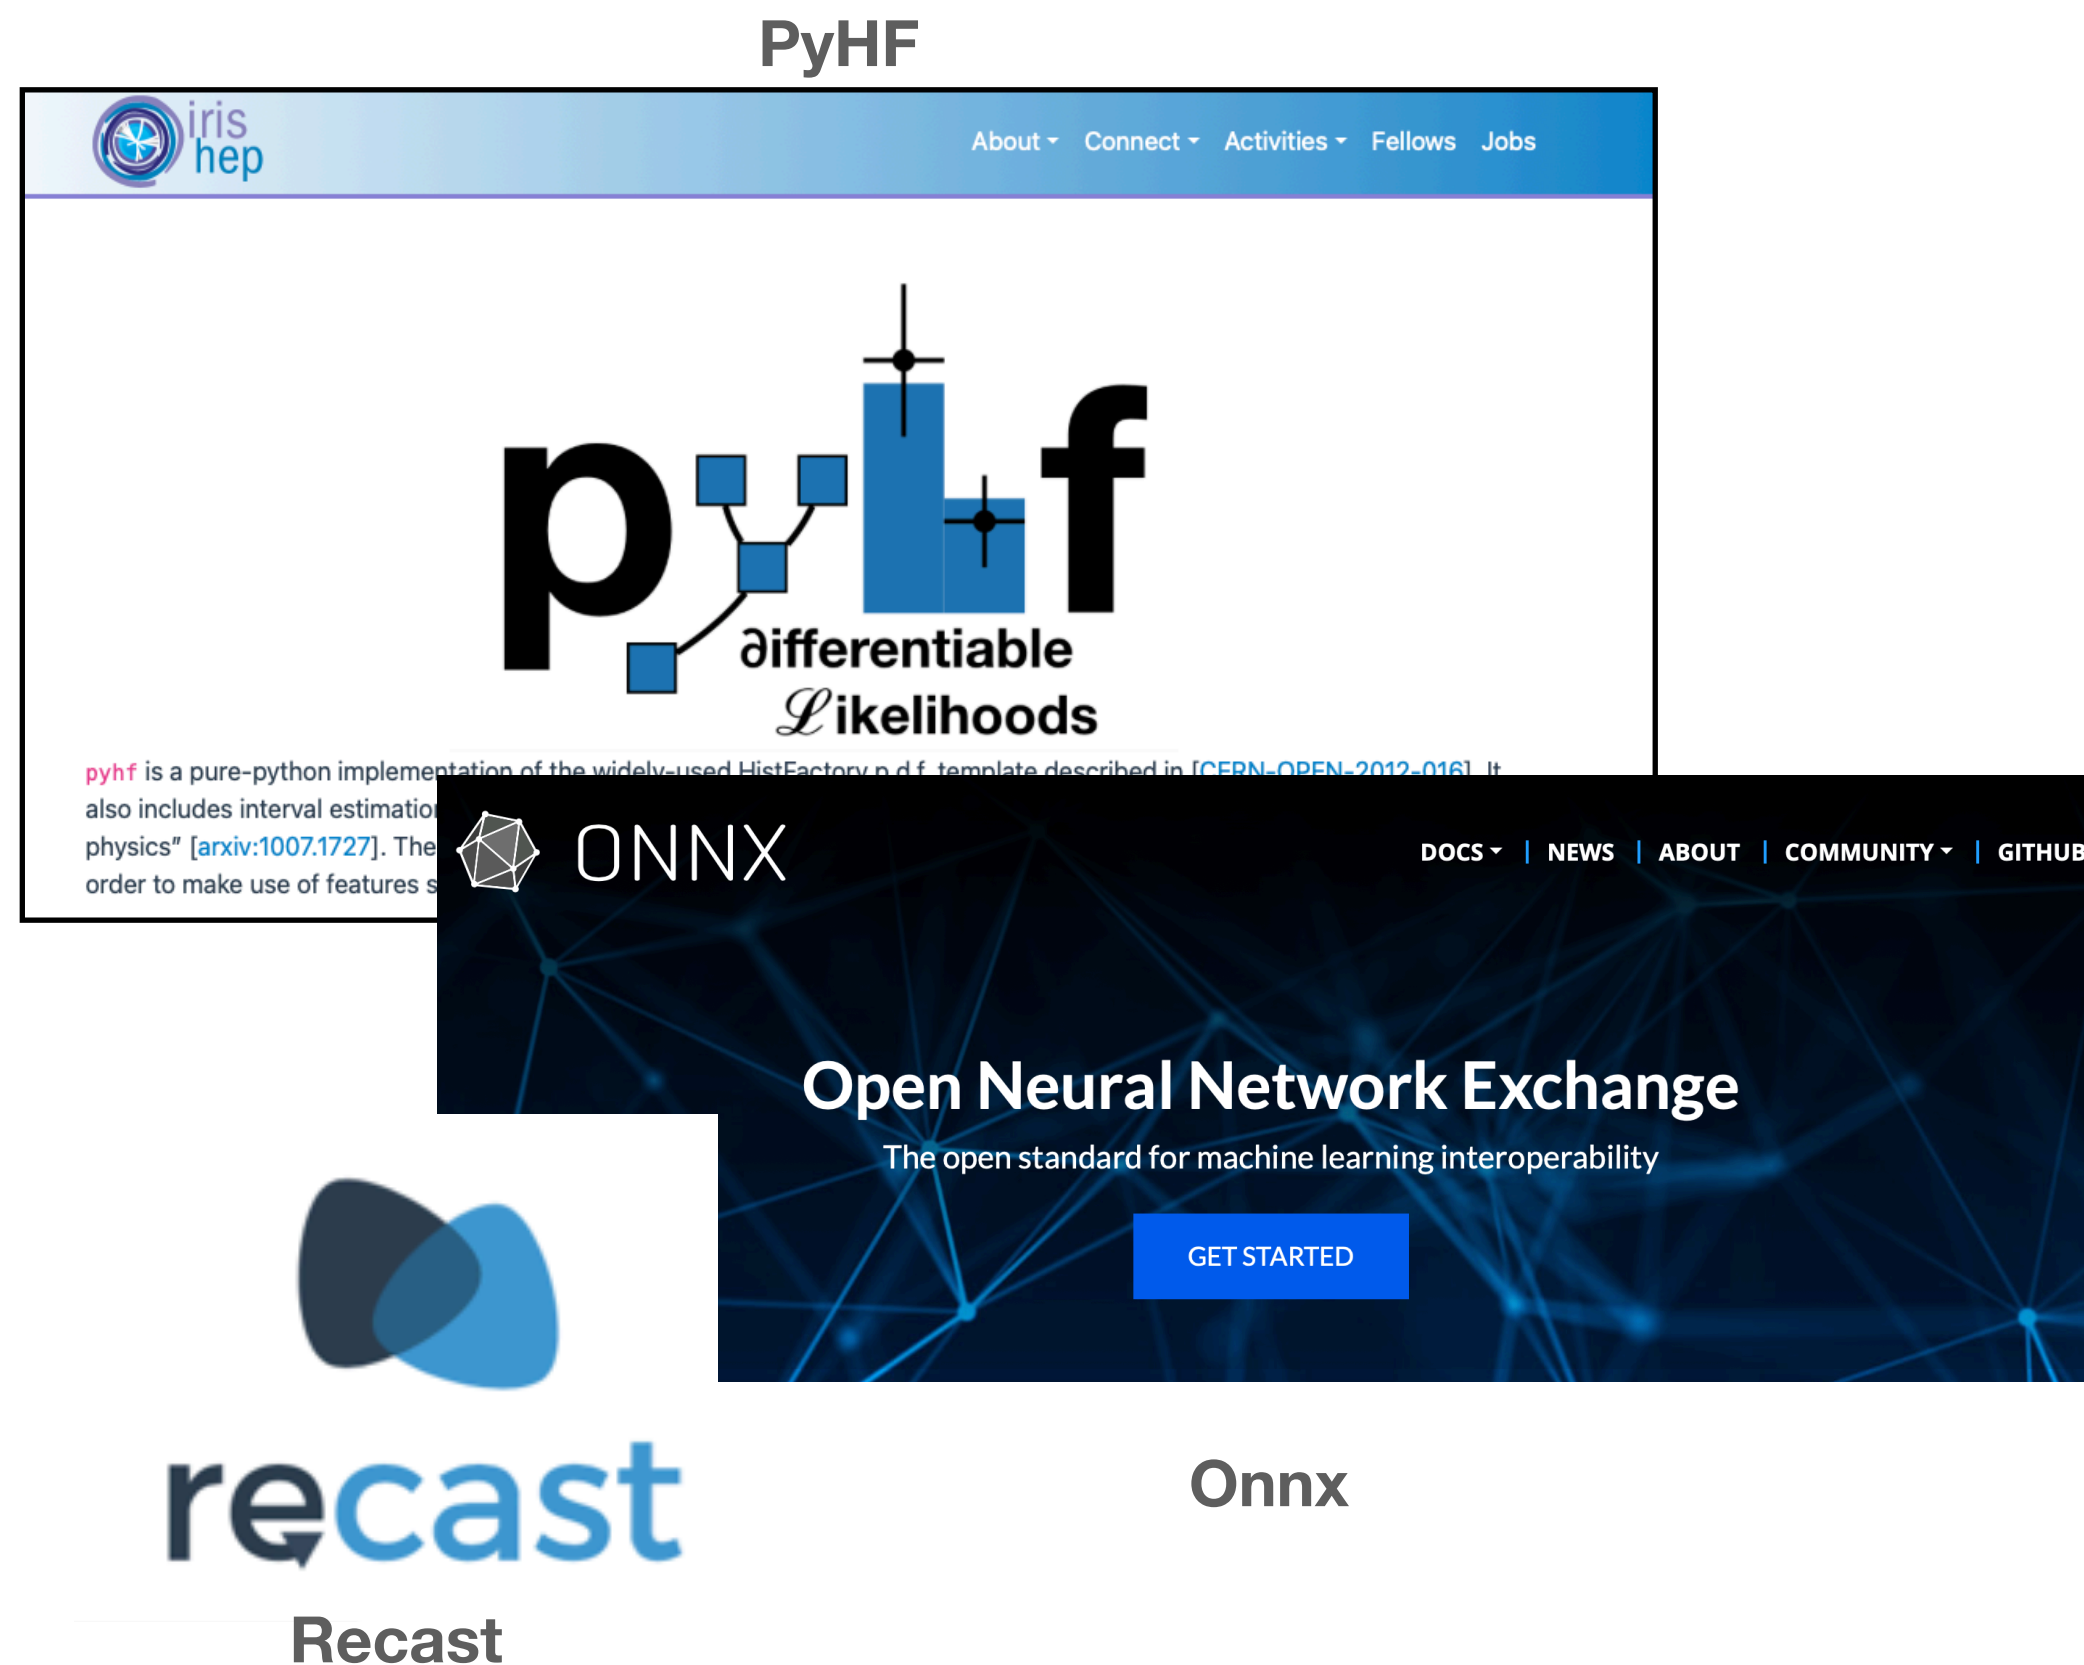 PyHF
iris
hep
About Connect Activities Fellows Jobs
pyhf
∂ifferentiable
ℒikelihoods
pyhf is a pure-python implementation of the widely-used HistFactory p.d.f. template described in [CERN-OPEN-2012-016]. It
also includes interval estimation
physics" [arxiv:1007.1727]. The
order to make use of features s
ONNX
DOCS | NEWS | ABOUT | COMMUNITY | GITHUB
Open Neural Network Exchange
The open standard for machine learning interoperability
GET STARTED
recast
Onnx
Recast